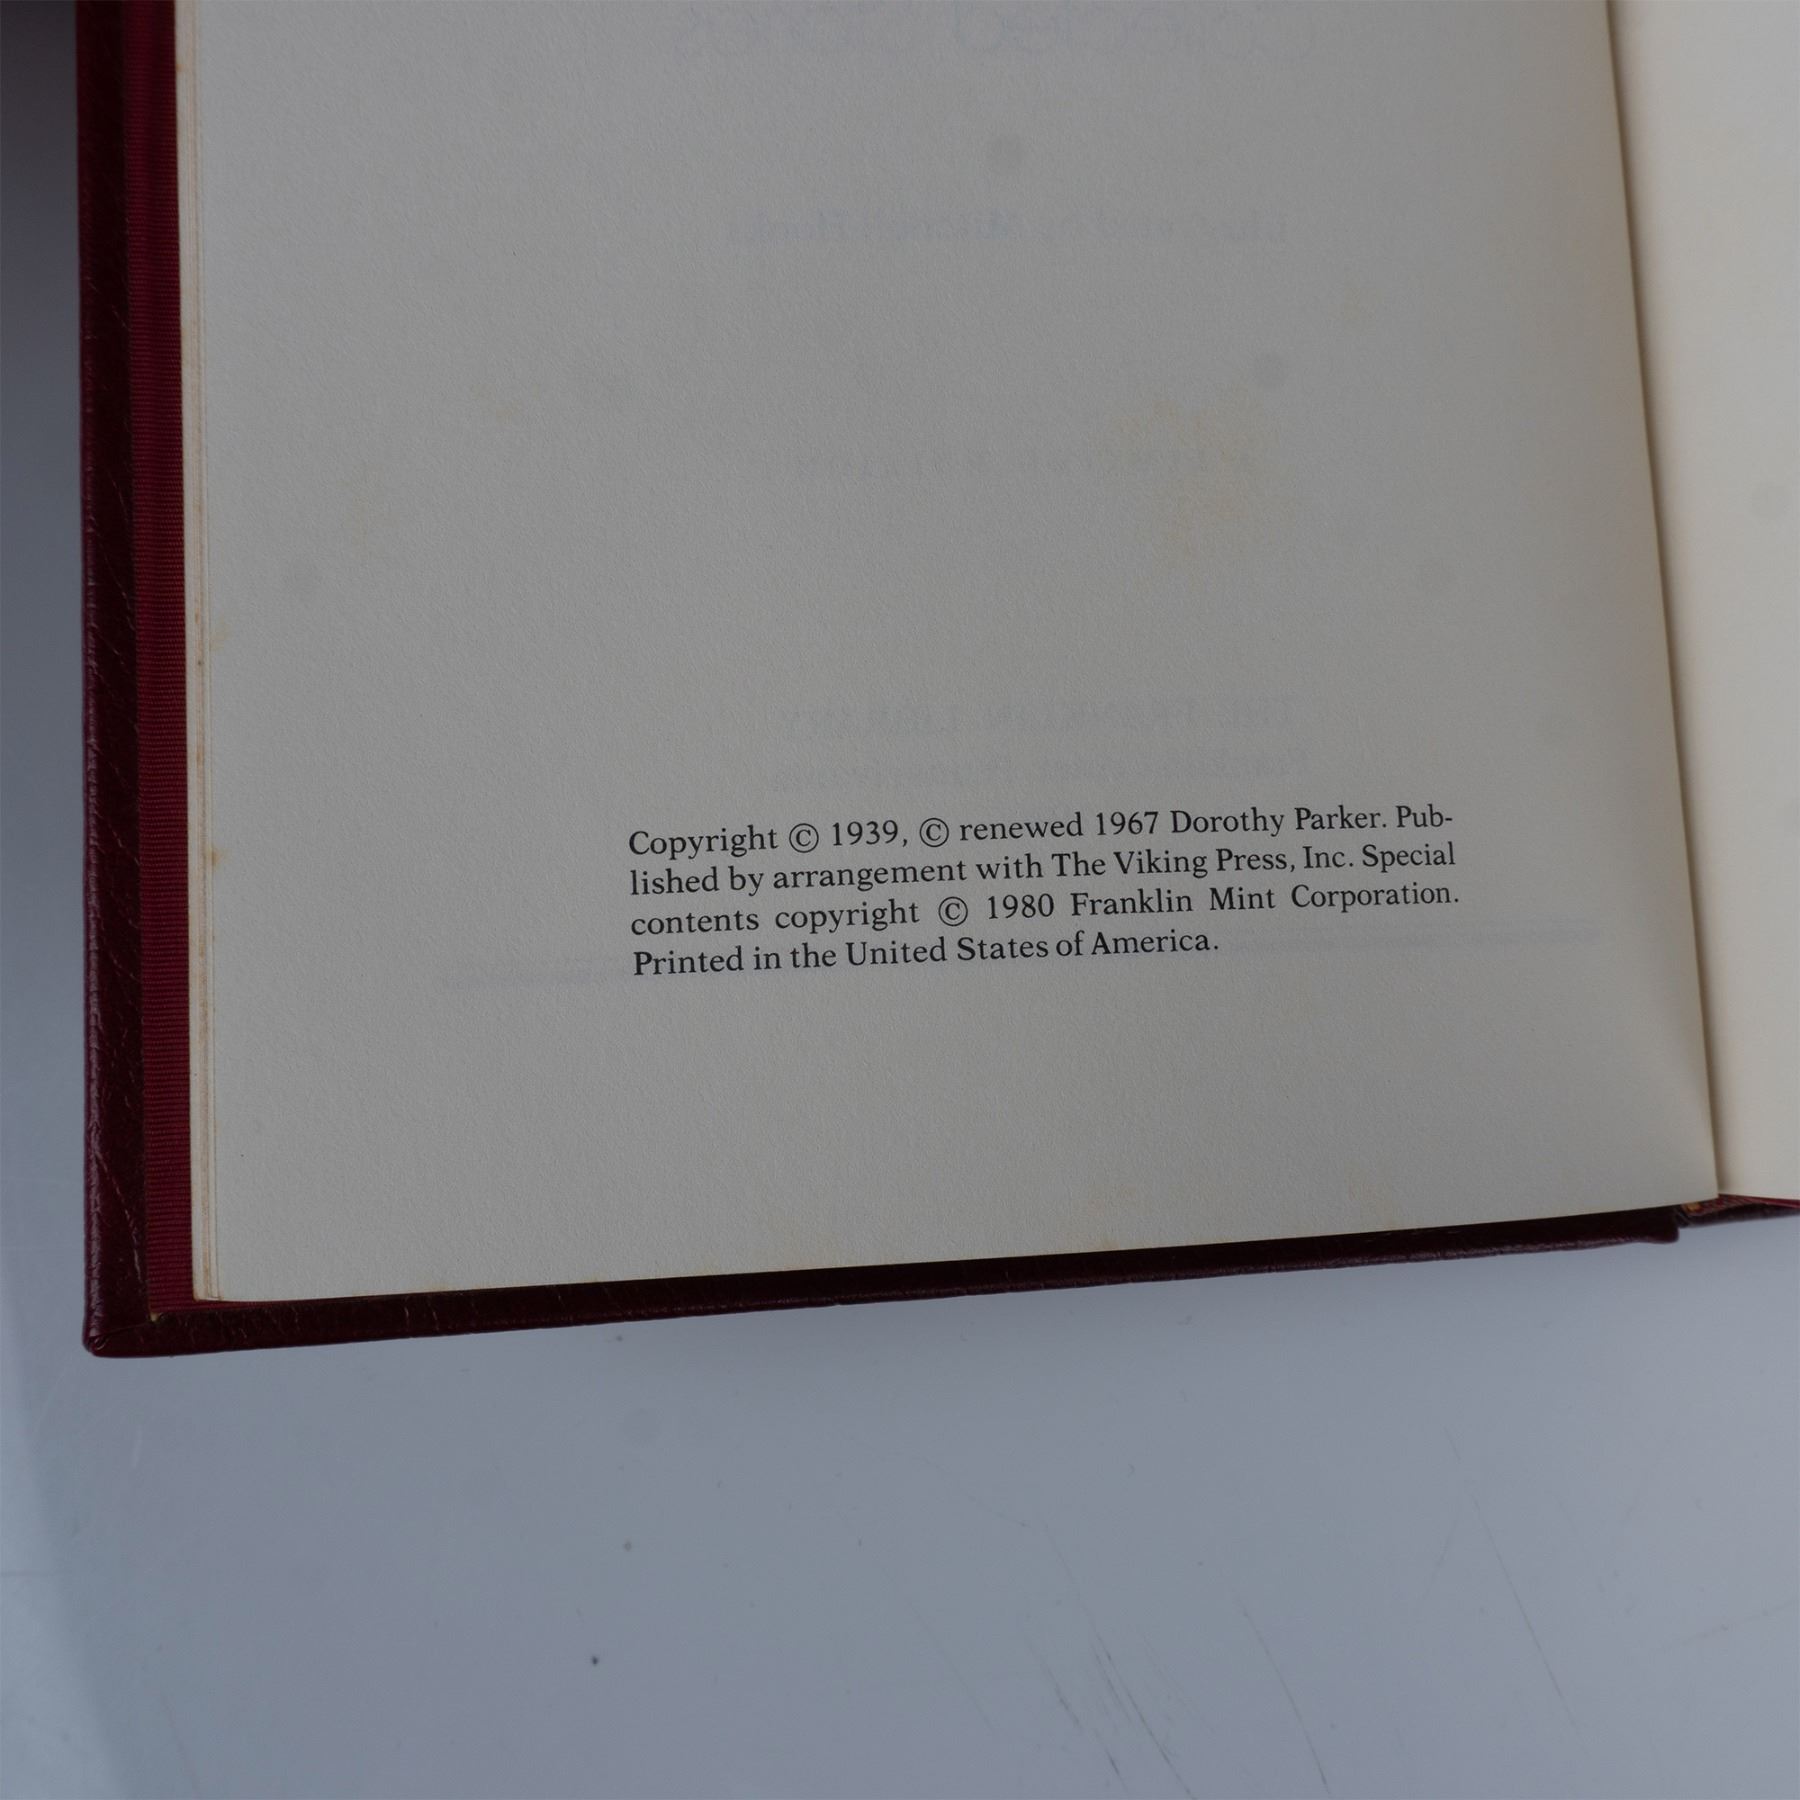 Copyright © 1939, © renewed 1967 Dorothy Parker. Pub-
lished by arrangement with The Viking Press, Inc. Special
contents copyright © 1980 Franklin Mint Corporation.
Printed in the United States of America.